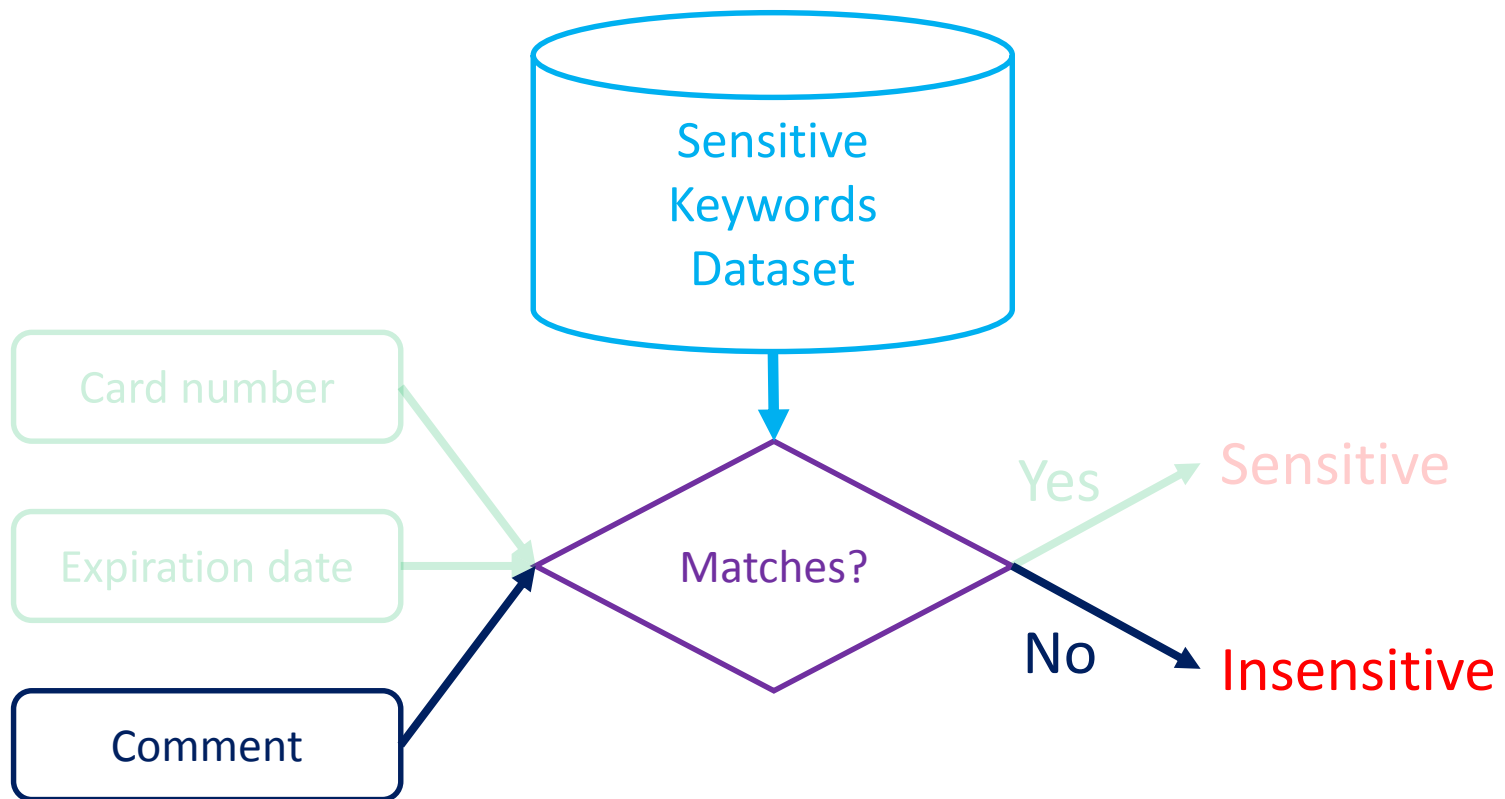 Sensitive
Keywords
Dataset
Card number
Expiration date
Comment
Matches?
Yes
No
Sensitive
Insensitive